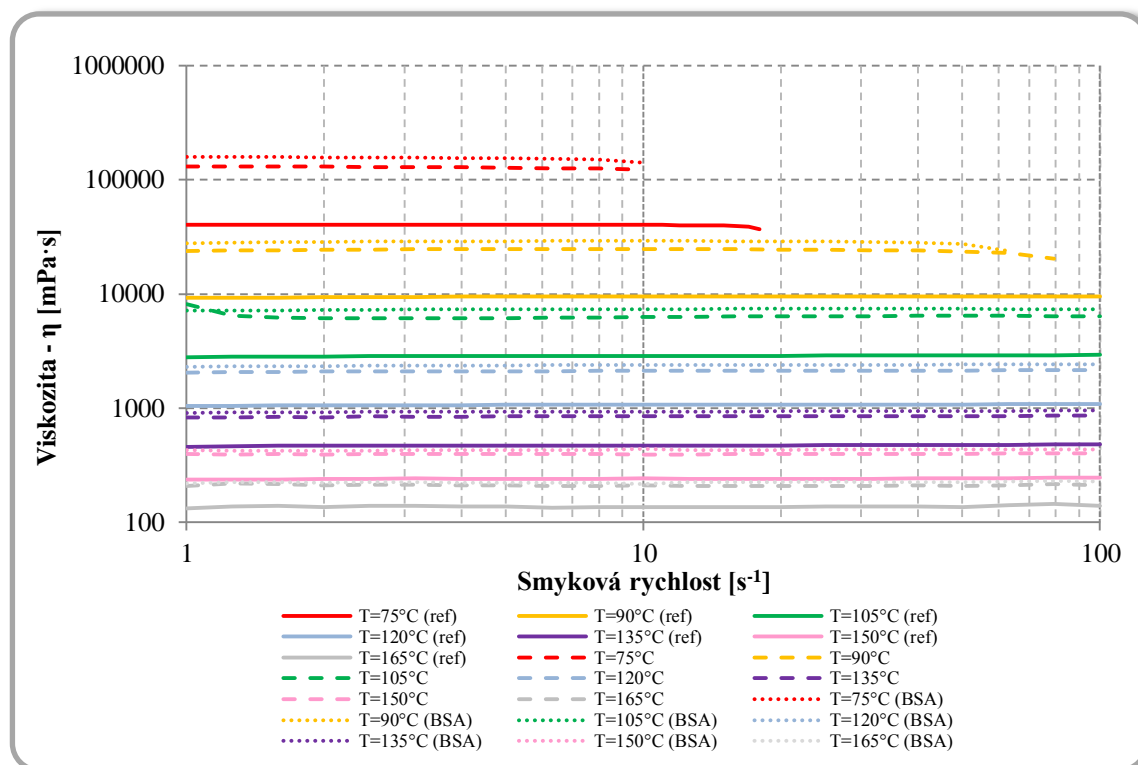 1000000
100000
10000
1000
100
Viskozita - η [mPa·s]
1 10 100
Smyková rychlost [s⁻¹]
T=75°C (ref) T=90°C (ref) T=105°C (ref)
T=120°C (ref) T=135°C (ref) T=150°C (ref)
T=165°C (ref) T=75°C T=90°C
T=105°C T=120°C T=135°C
T=150°C T=165°C T=75°C (BSA)
T=90°C (BSA) T=105°C (BSA) T=120°C (BSA)
T=135°C (BSA) T=150°C (BSA) T=165°C (BSA)